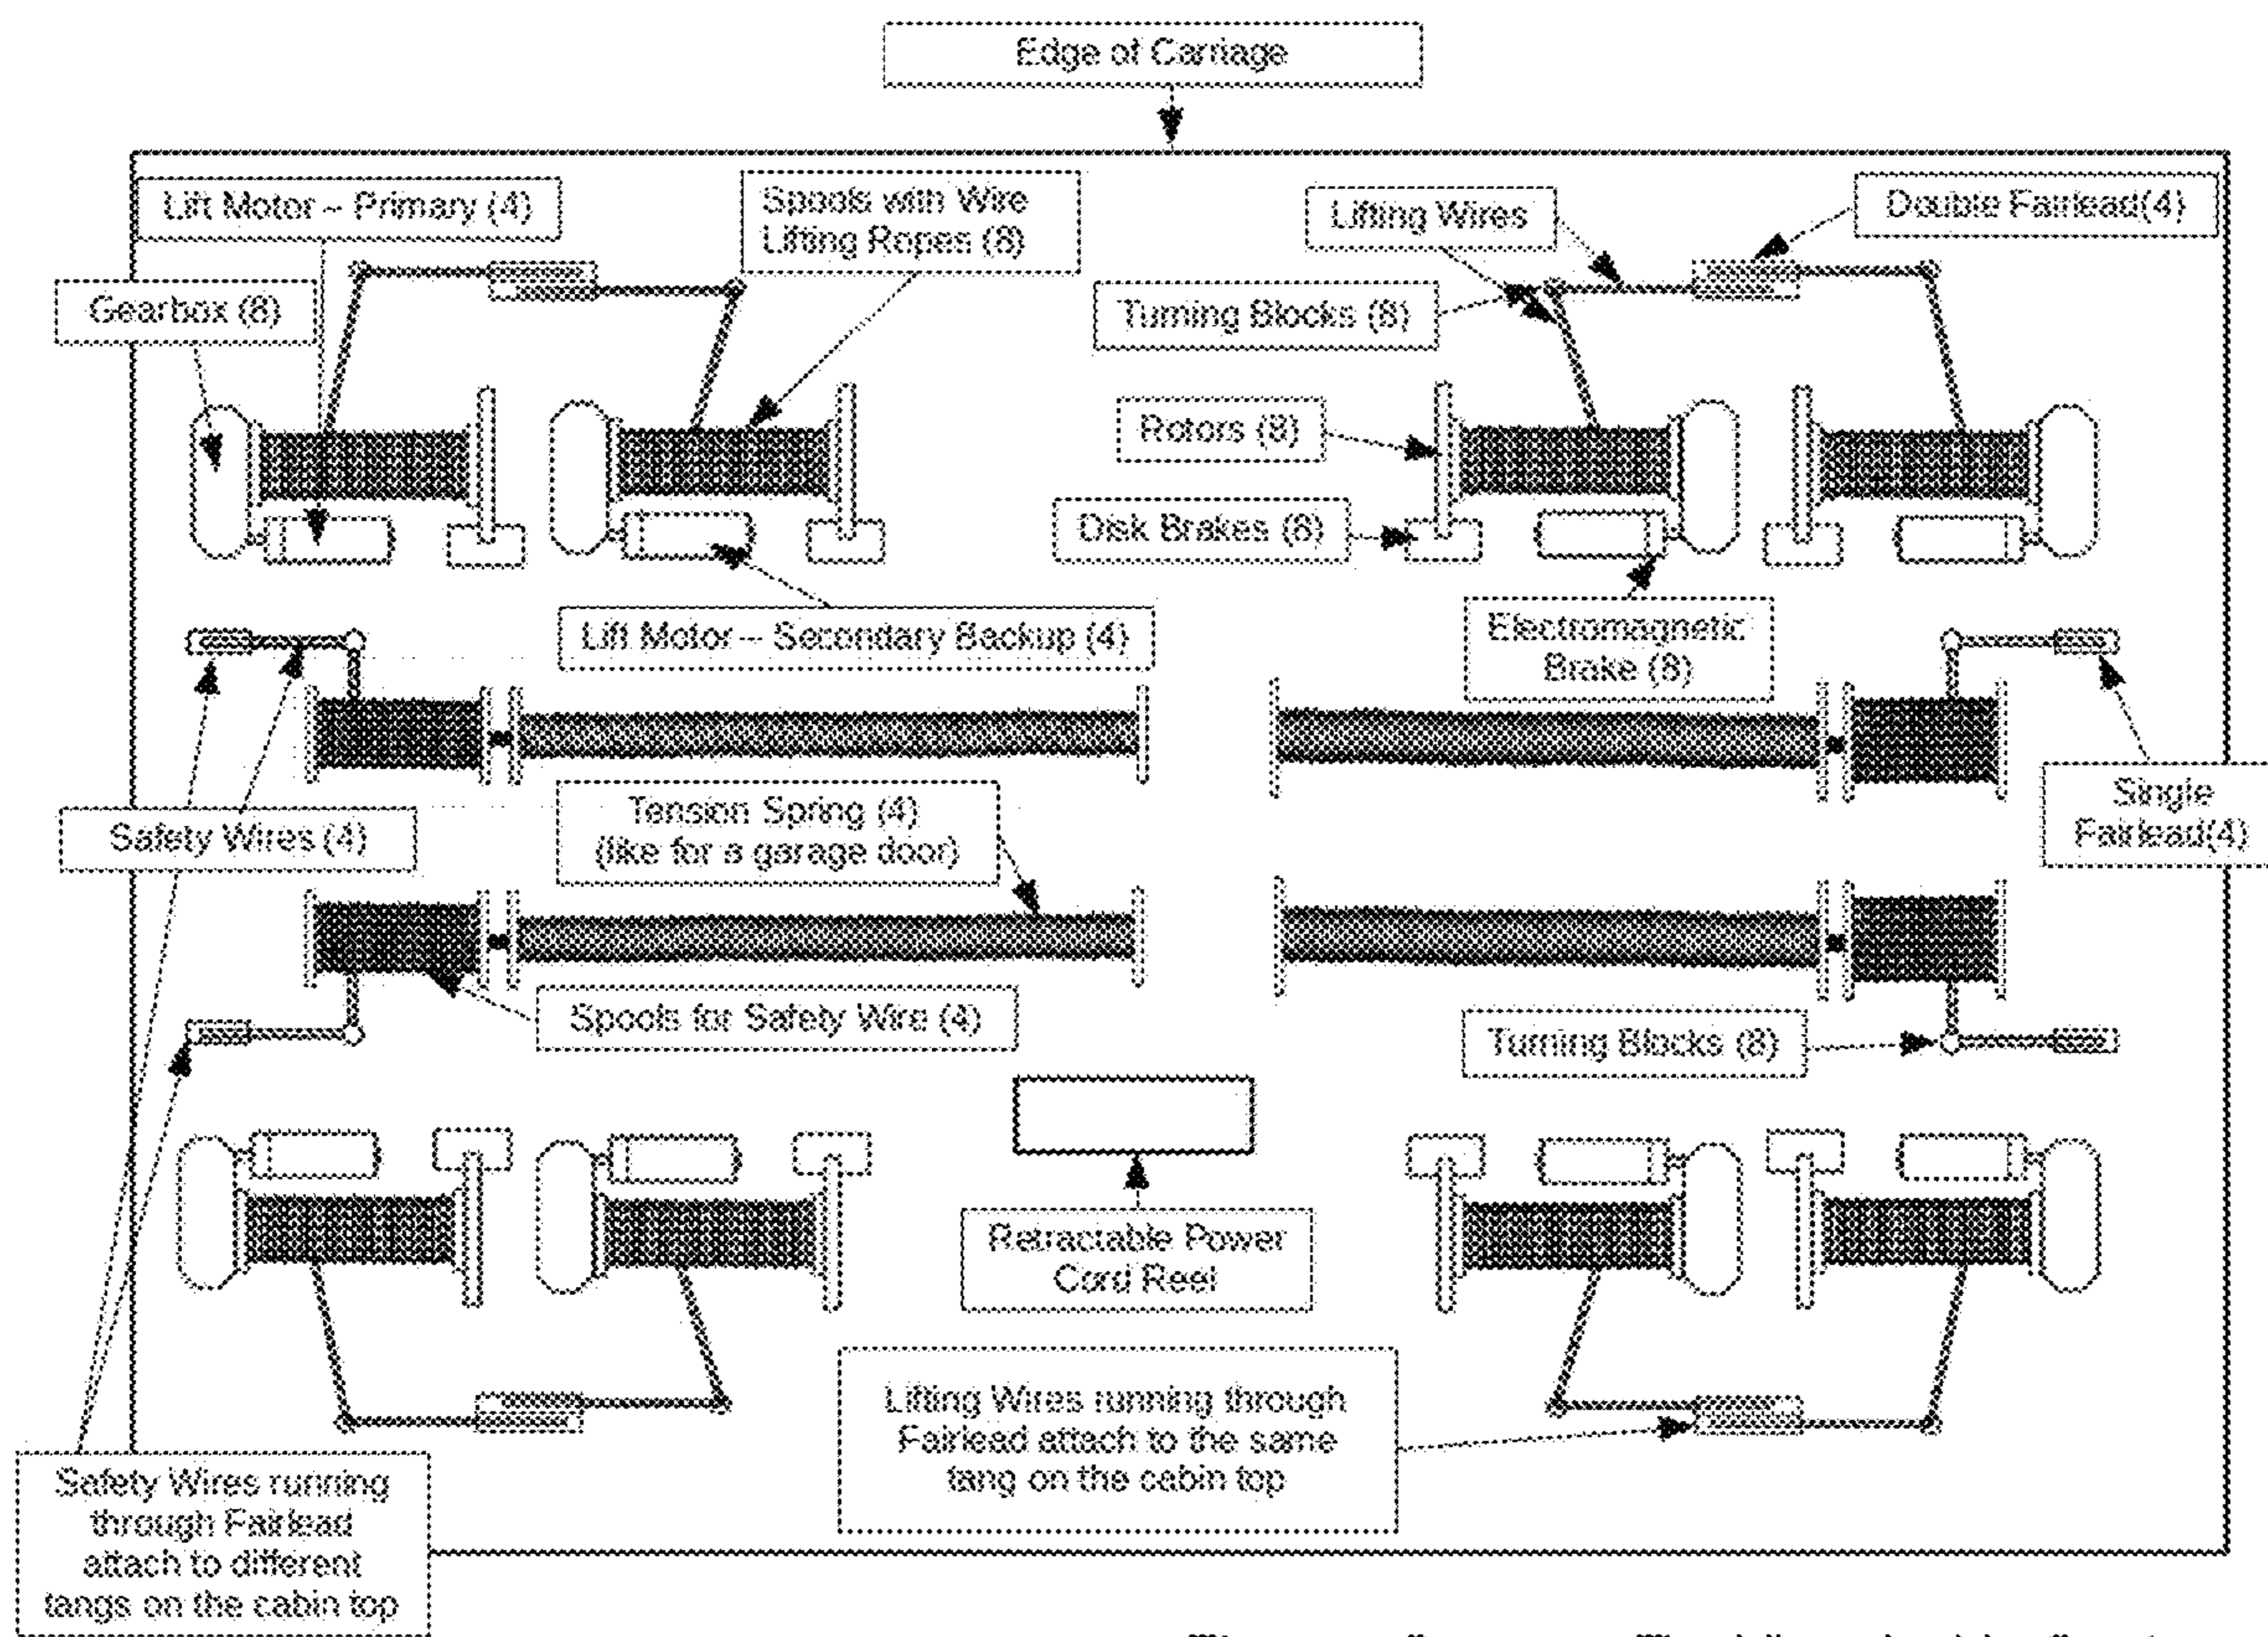 Edge of Carriage
Lift Motor – Primary (4)
Spools with Wire
Lifting Ropes (8)
Lifting Wires
Double Fairlead(4)
Gearbox (8)
Turning Blocks (8)
Rotors (8)
Disk Brakes (8)
Lift Motor – Secondary Backup (4)
Electromagnetic
Brake (8)
Safety Wires (4)
Tension Spring (4)
(like for a garage door)
Single
Fairlead(4)
Spools for Safety Wire (4)
Turning Blocks (8)
Retractable Power
Cord Reel
Lifting Wires running through
Fairlead attach to the same
tang on the cabin top
Safety Wires running
through Fairlead
attach to different
tangs on the cabin top